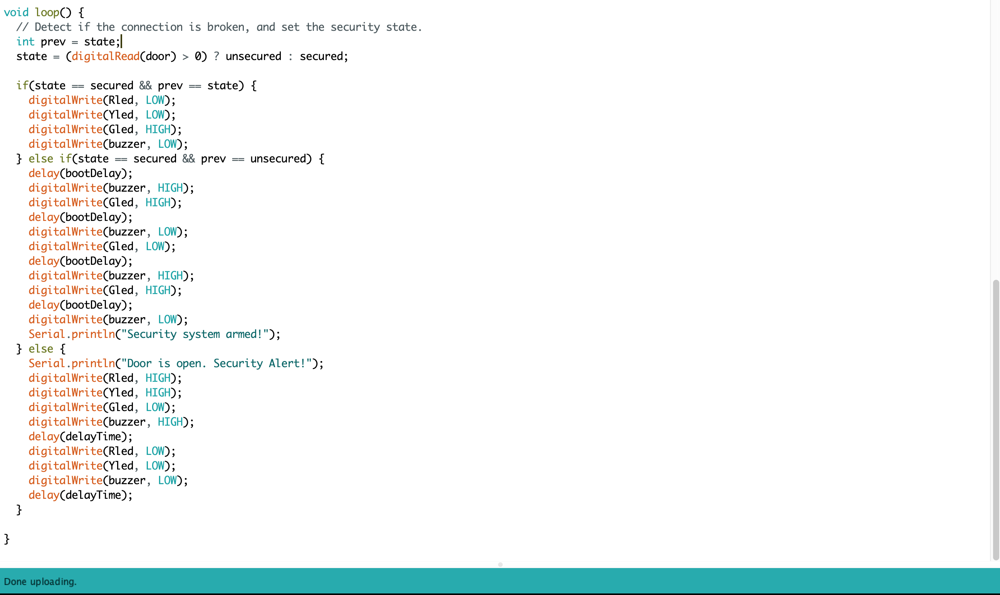 void loop() {
  // Detect if the connection is broken, and set the security state.
  int prev = state;
  state = (digitalRead(door) > 0) ? unsecured : secured;

  if(state == secured && prev == state) {
    digitalWrite(Rled, LOW);
    digitalWrite(Yled, LOW);
    digitalWrite(Gled, HIGH);
    digitalWrite(buzzer, LOW);
  } else if(state == secured && prev == unsecured) {
    delay(bootDelay);
    digitalWrite(buzzer, HIGH);
    digitalWrite(Gled, HIGH);
    delay(bootDelay);
    digitalWrite(buzzer, LOW);
    digitalWrite(Gled, LOW);
    delay(bootDelay);
    digitalWrite(buzzer, HIGH);
    digitalWrite(Gled, HIGH);
    delay(bootDelay);
    digitalWrite(buzzer, LOW);
    Serial.println("Security system armed!");
  } else {
    Serial.println("Door is open. Security Alert!");
    digitalWrite(Rled, HIGH);
    digitalWrite(Yled, HIGH);
    digitalWrite(Gled, LOW);
    digitalWrite(buzzer, HIGH);
    delay(delayTime);
    digitalWrite(Rled, LOW);
    digitalWrite(Yled, LOW);
    digitalWrite(buzzer, LOW);
    delay(delayTime);
  }

}
Done uploading.